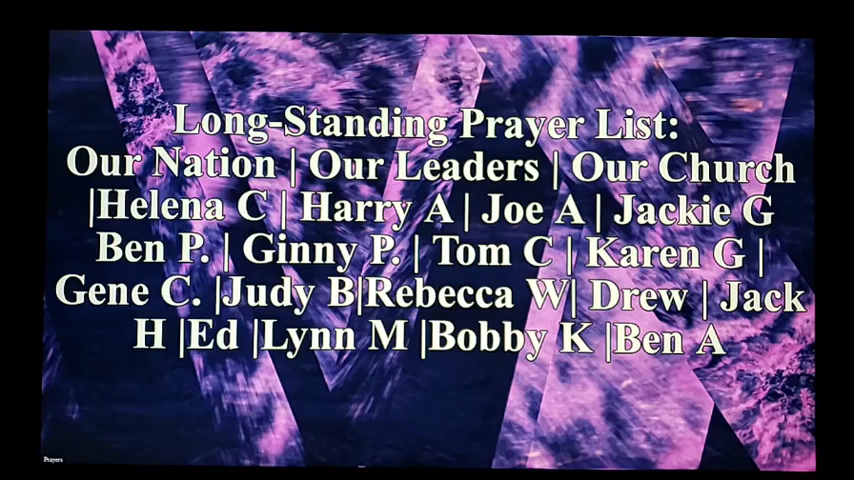 Long-Standing Prayer List:
Our Nation | Our Leaders | Our Church
|Helena C | Harry A | Joe A | Jackie G
Ben P. | Ginny P. | Tom C | Karen G |
Gene C. |Judy B|Rebecca W| Drew | Jack
H |Ed |Lynn M |Bobby K |Ben A
Prayers